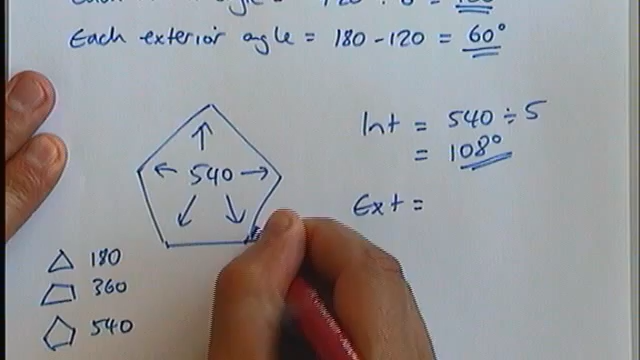 Each exterior angle = 180 - 120 = 60°
540
Int = 540 ÷ 5
= 108°
Ext =
180
360
540